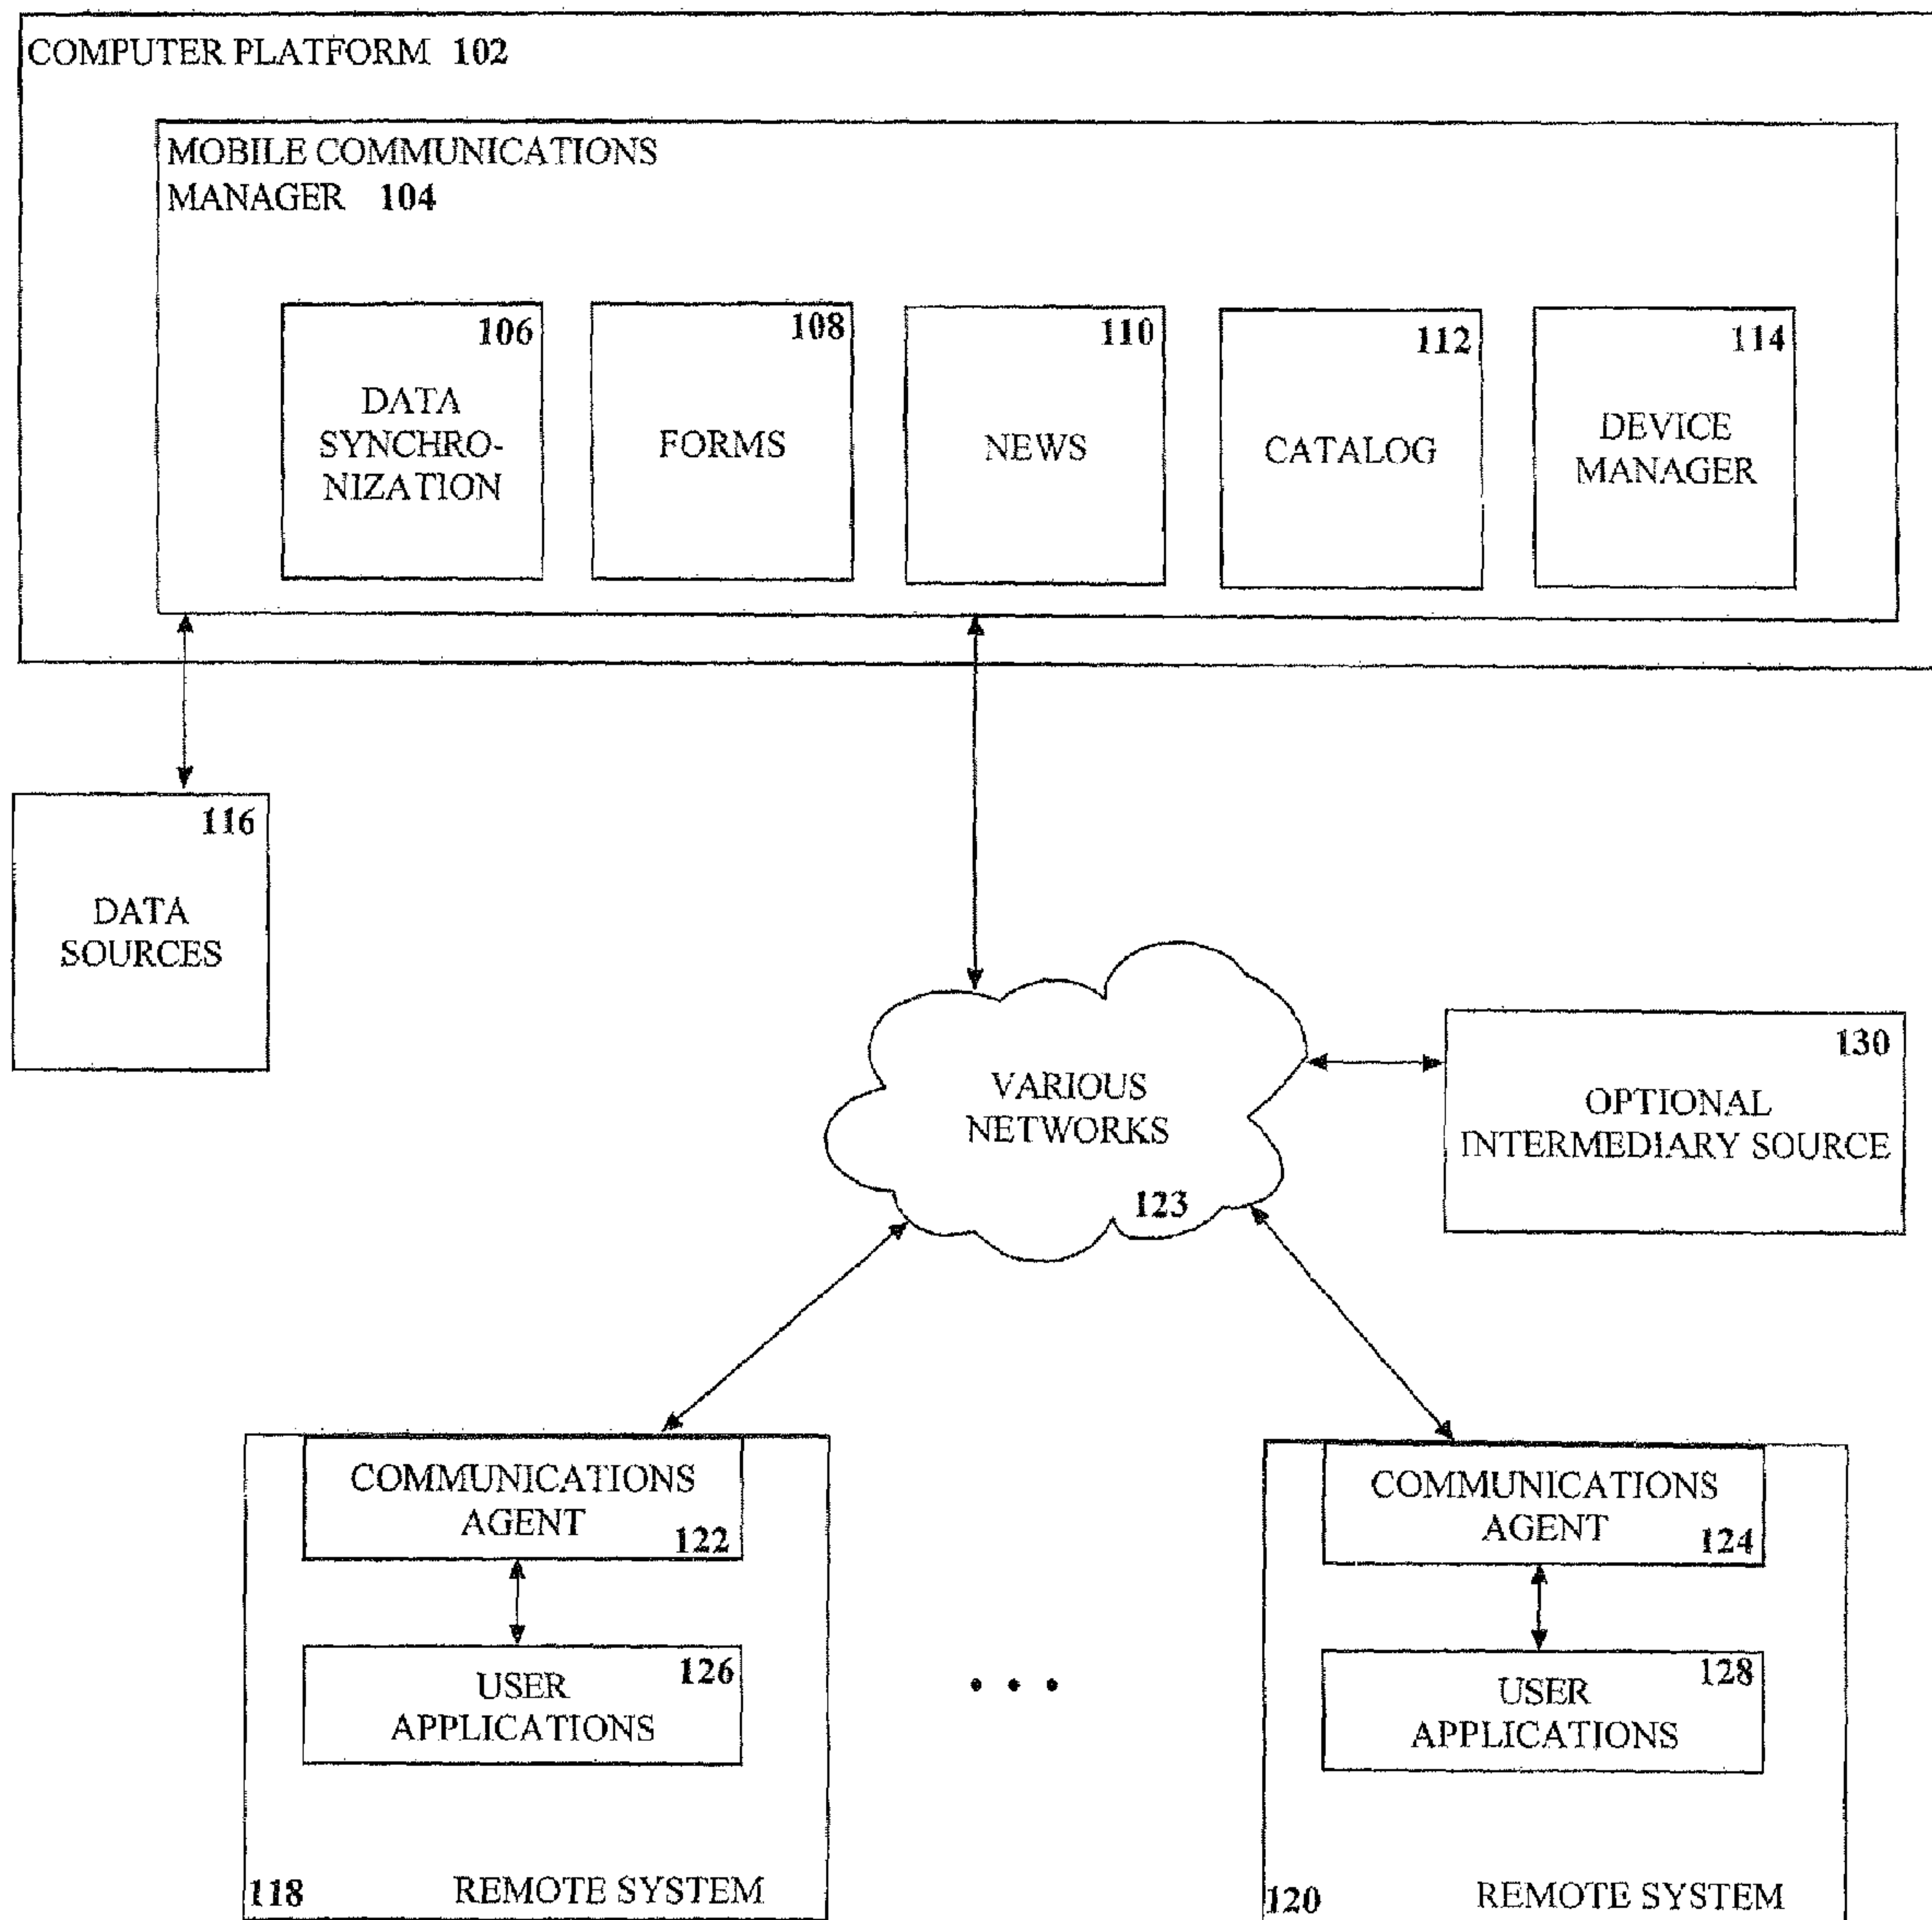 COMPUTER PLATFORM 102
MOBILE COMMUNICATIONS
MANAGER 104
106
DATA
SYNCHRO-
NIZATION
108
FORMS
110
NEWS
112
CATALOG
114
DEVICE
MANAGER
116
DATA
SOURCES
VARIOUS
NETWORKS
123
130
OPTIONAL
INTERMEDIARY SOURCE
COMMUNICATIONS
AGENT
122
126
USER
APPLICATIONS
118 REMOTE SYSTEM
• • •
COMMUNICATIONS
AGENT
124
128
USER
APPLICATIONS
120 REMOTE SYSTEM